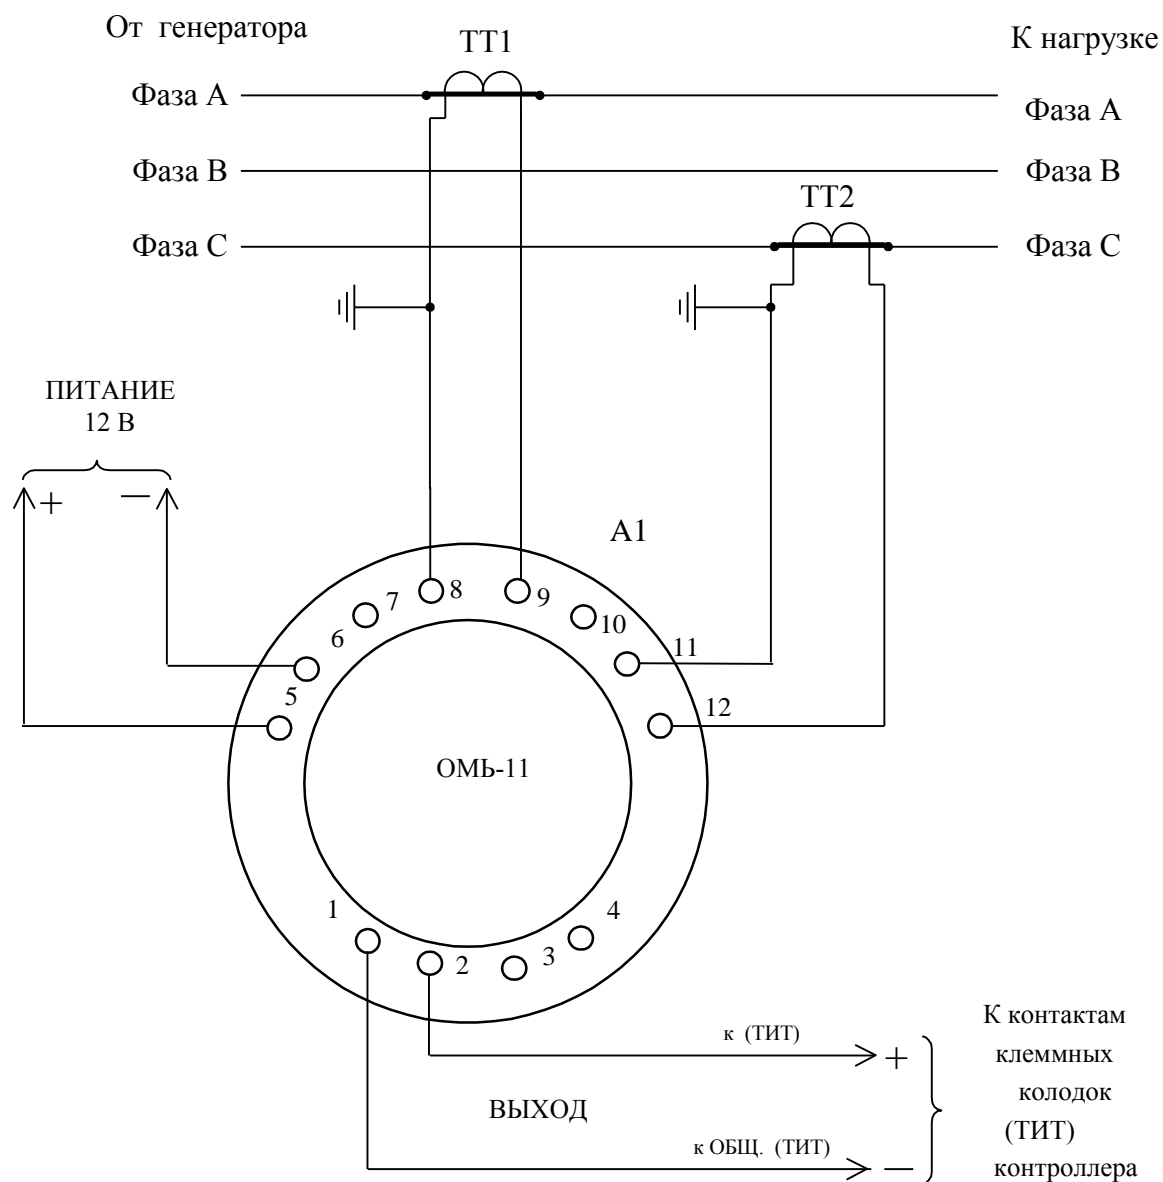 От генератора
ТТ1
К нагрузке
Фаза А
Фаза А
Фаза В
Фаза В
ТТ2
Фаза С
Фаза С
ПИТАНИЕ
12 В
+
—
А1
8
9
7
10
6
11
5
12
ОМЬ-11
1
4
2
3
к (ТИТ)
+
ВЫХОД
к ОБЩ. (ТИТ)
—
К контактам
клеммных
колодок
(ТИТ)
контроллера